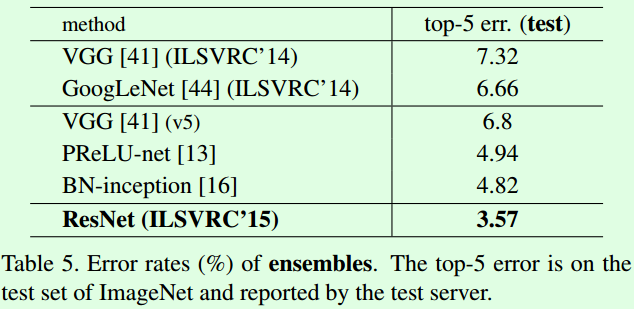 method top-5 err. (test)
VGG [41] (ILSVRC’14) 7.32
GoogLeNet [44] (ILSVRC’14) 6.66
VGG [41] (v5) 6.8
PReLU-net [13] 4.94
BN-inception [16] 4.82
ResNet (ILSVRC’15) 3.57
Table 5. Error rates (%) of ensembles. The top-5 error is on the
test set of ImageNet and reported by the test server.